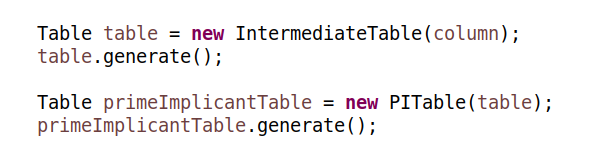 Table table = new IntermediateTable(column);
table.generate();
Table primeImplicantTable = new PITable(table);
primeImplicantTable.generate();